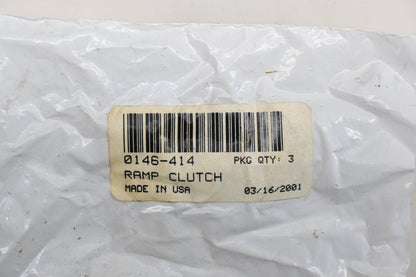 0146-414 PKG QTY: 3
RAMP CLUTCH
MADE IN USA 03/16/2001